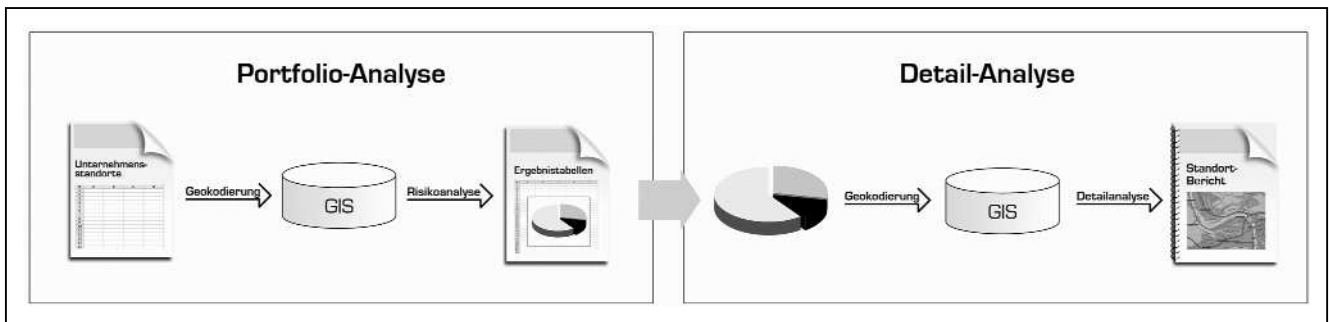 Portfolio-Analyse
Unternehmens-
standorte
Geokodierung
GIS
Risikoanalyse
Ergebnistabellen
Detail-Analyse
Geokodierung
GIS
Detailanalyse
Standort-
Bericht